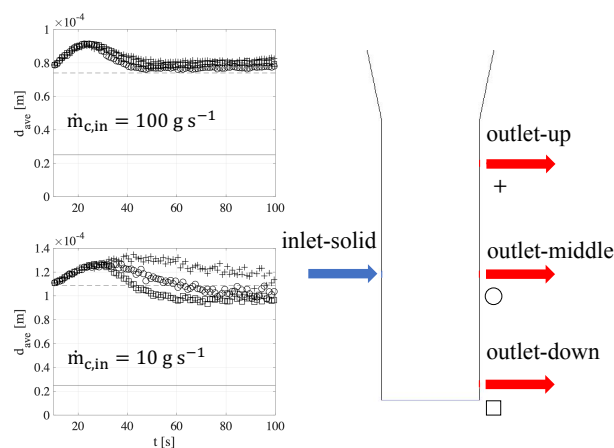 ×10⁻⁴
1
0.8
0.6
0.4
0.2
0
d_ave [m]
ṁ_c,in = 100 g s⁻¹
20 40 60 80 100
×10⁻⁴
1.4
1.2
1
0.8
0.6
0.4
0.2
0
d_ave [m]
ṁ_c,in = 10 g s⁻¹
20 40 60 80 100
t [s]
inlet-solid
outlet-up
+
outlet-middle
○
outlet-down
□